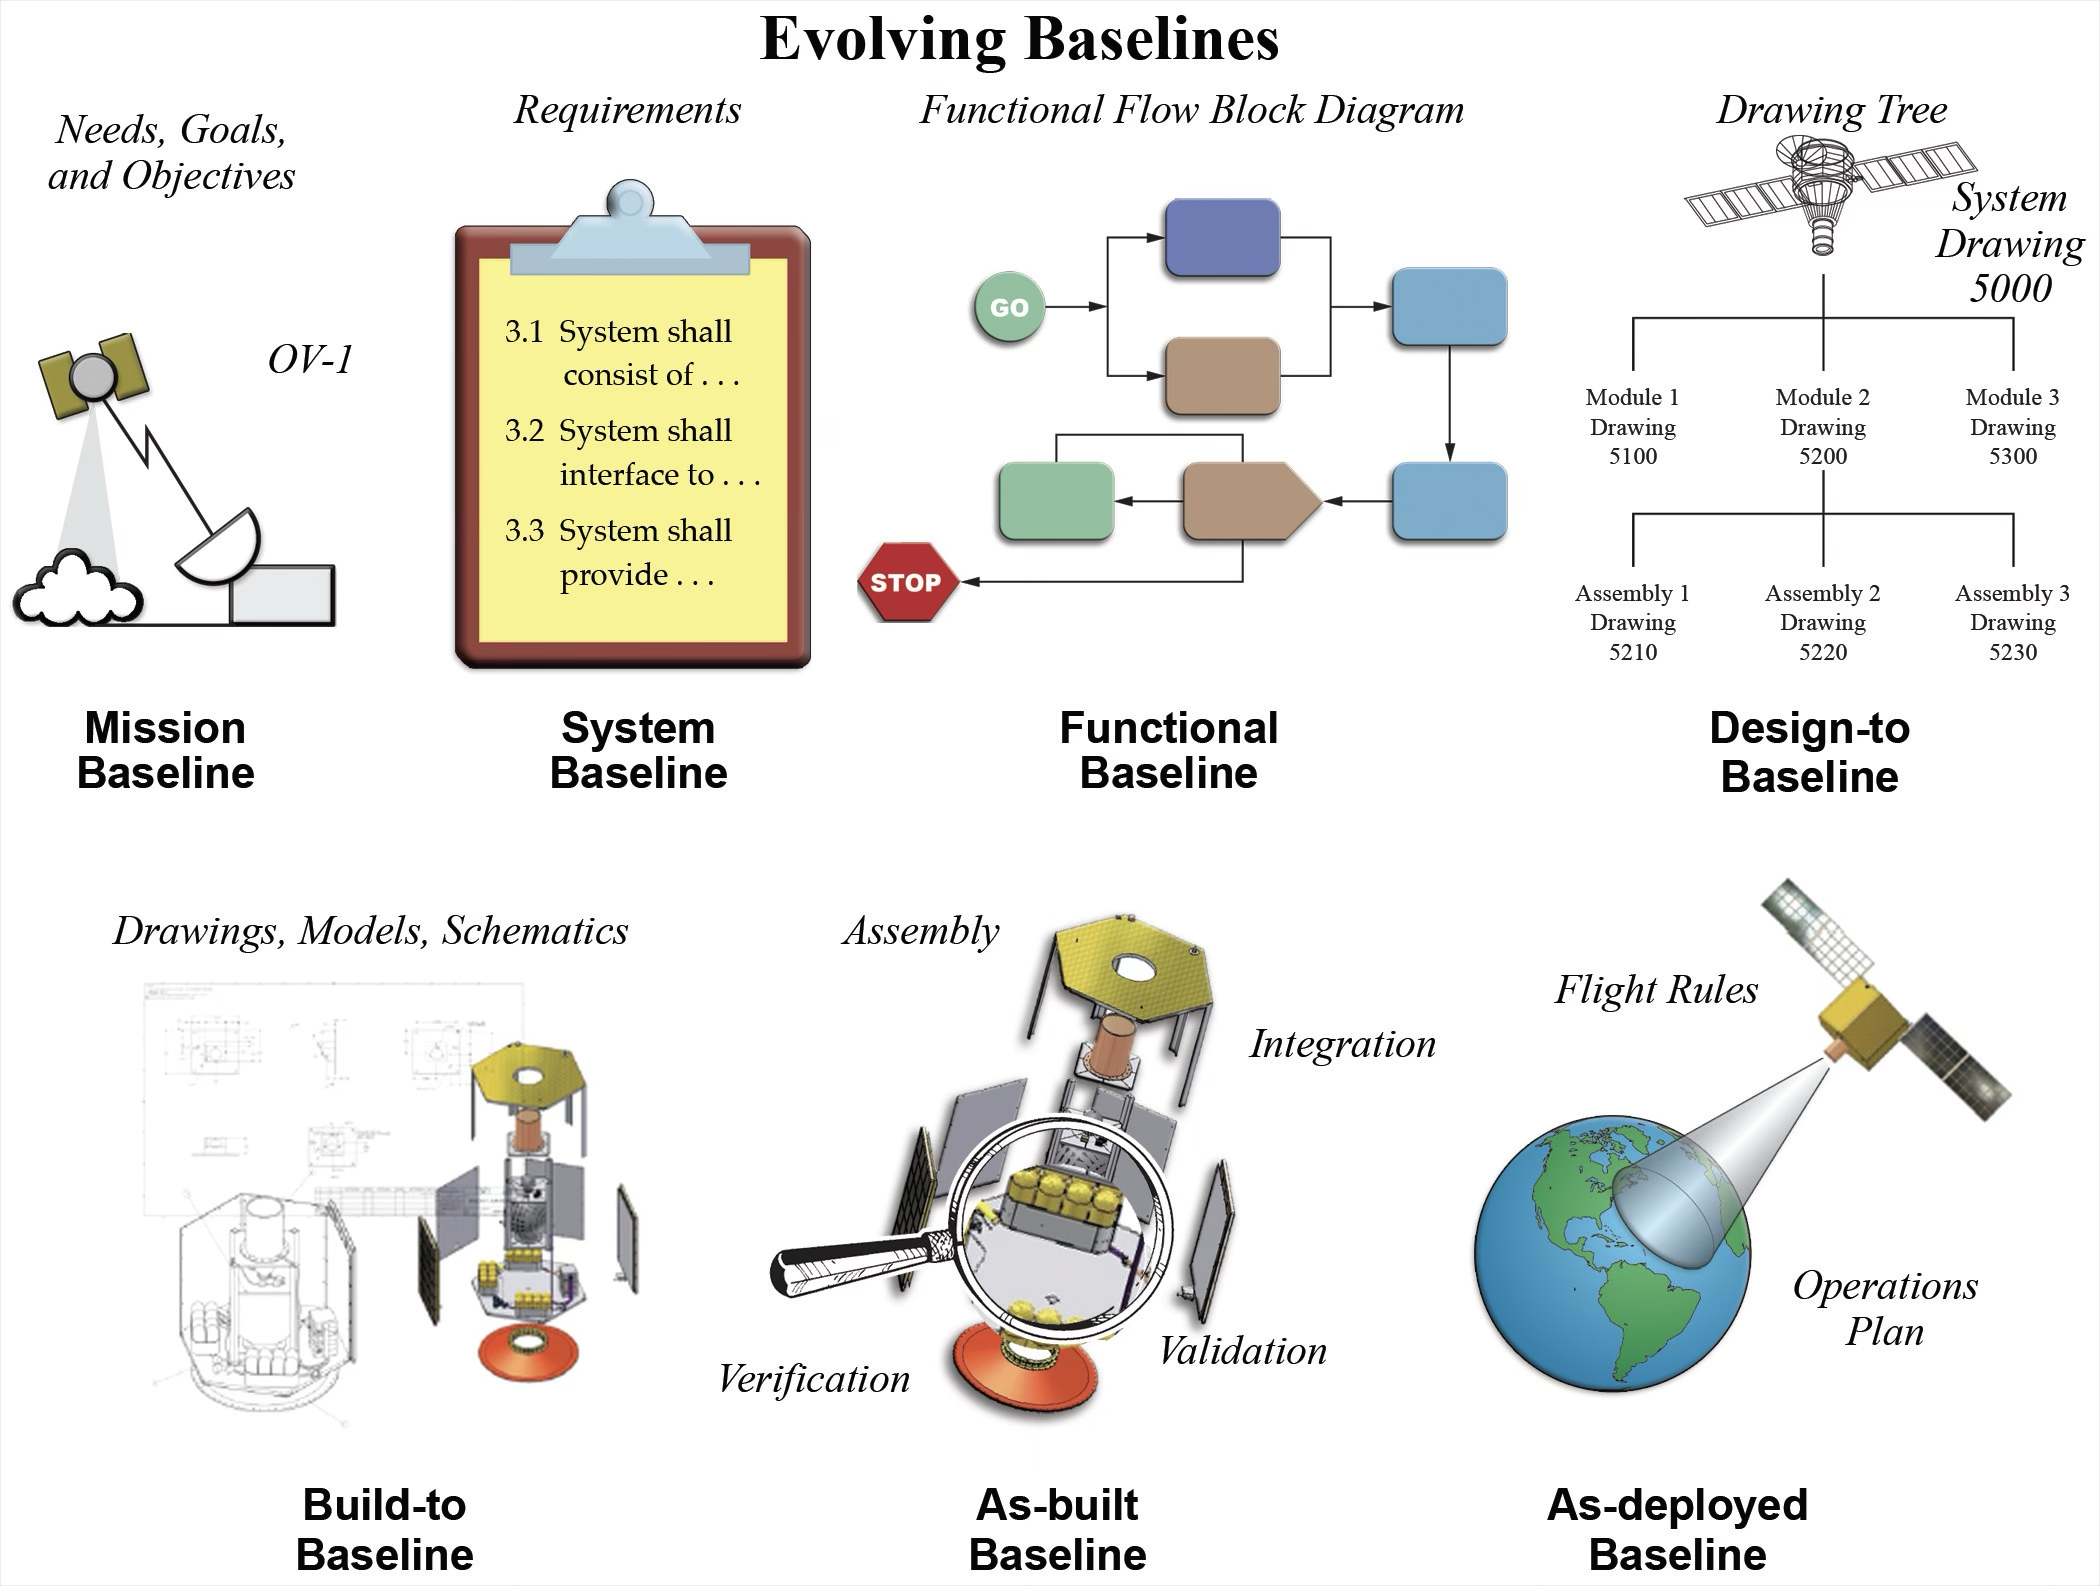 Evolving Baselines
Needs, Goals,
and Objectives
OV-1
Mission
Baseline
Requirements
3.1 System shall
consist of . . .
3.2 System shall
interface to . . .
3.3 System shall
provide . . .
System
Baseline
Functional Flow Block Diagram
GO
STOP
Functional
Baseline
Drawing Tree
System
Drawing
5000
Module 1
Drawing
5100
Module 2
Drawing
5200
Module 3
Drawing
5300
Assembly 1
Drawing
5210
Assembly 2
Drawing
5220
Assembly 3
Drawing
5230
Design-to
Baseline
Drawings, Models, Schematics
Build-to
Baseline
Assembly
Integration
Verification
Validation
As-built
Baseline
Flight Rules
Operations
Plan
As-deployed
Baseline